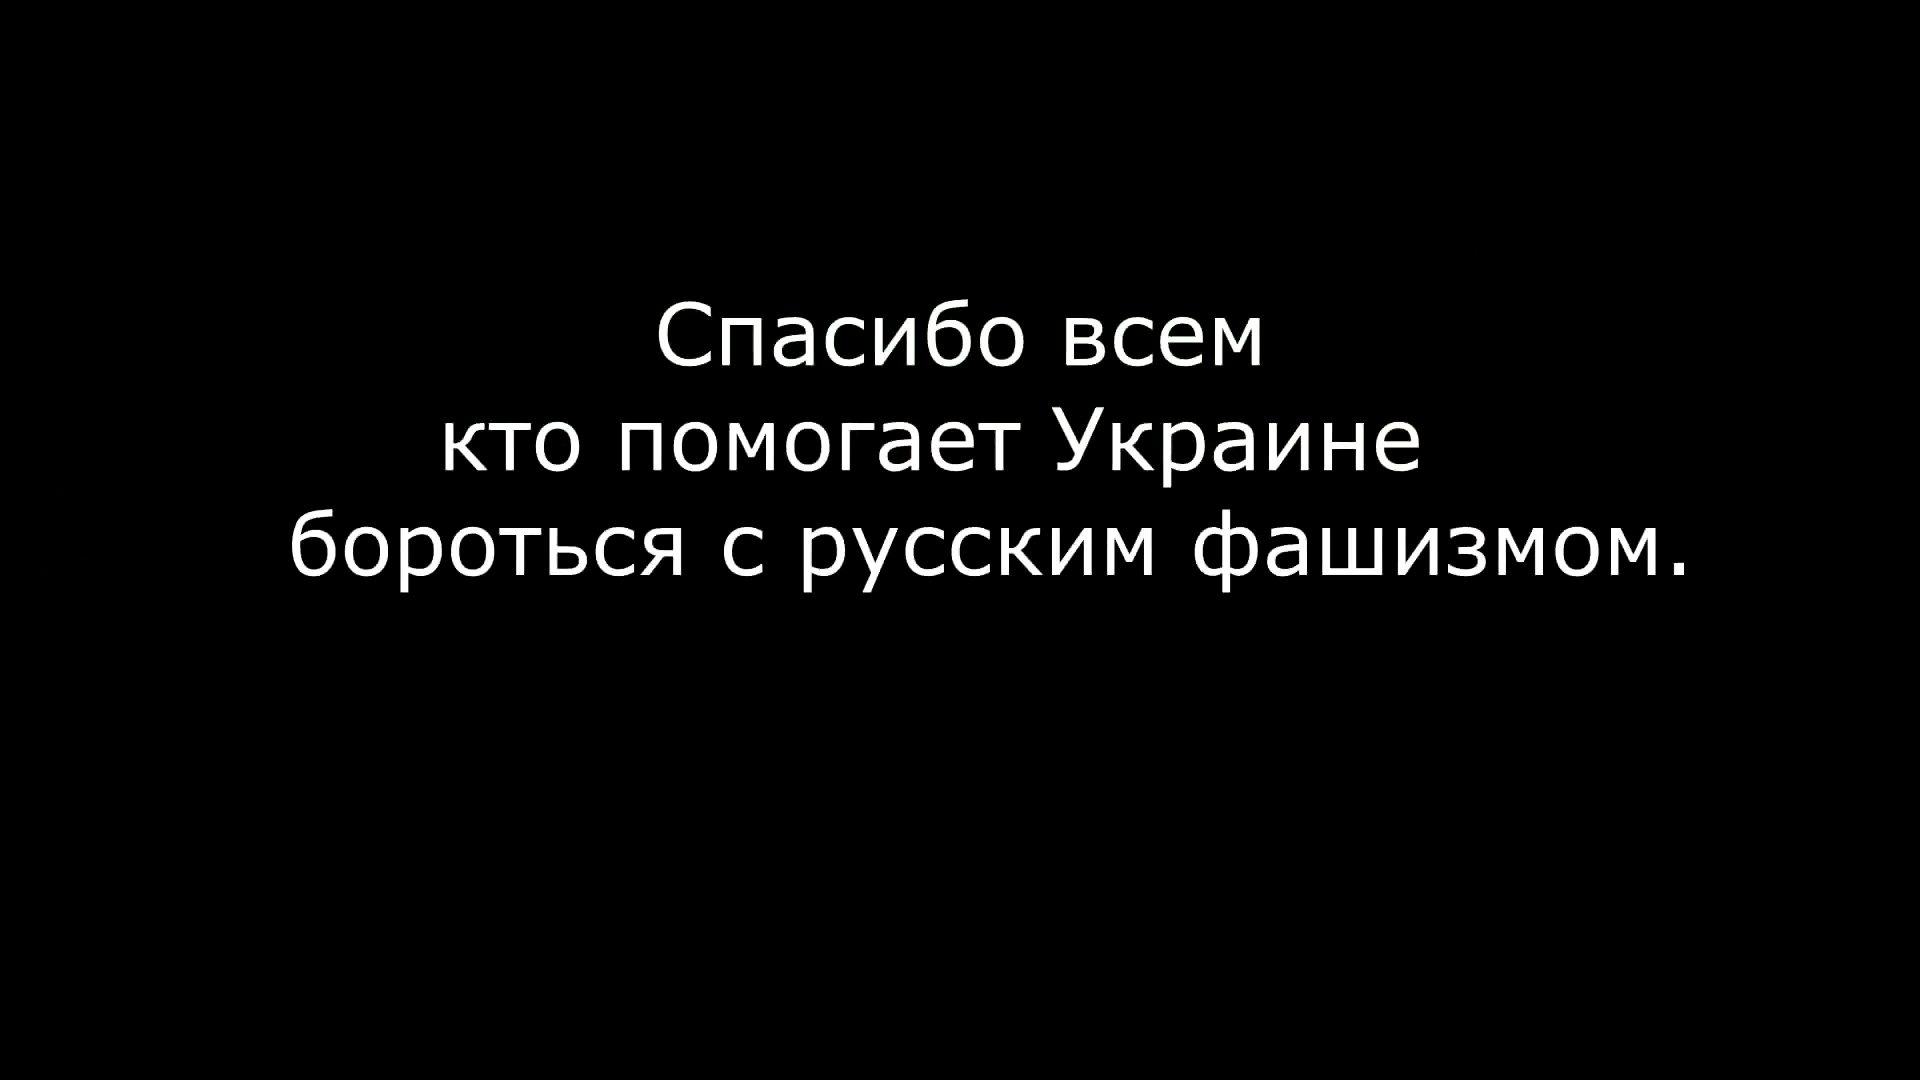 Спасибо всем
кто помогает Украине
бороться с русским фашизмом.